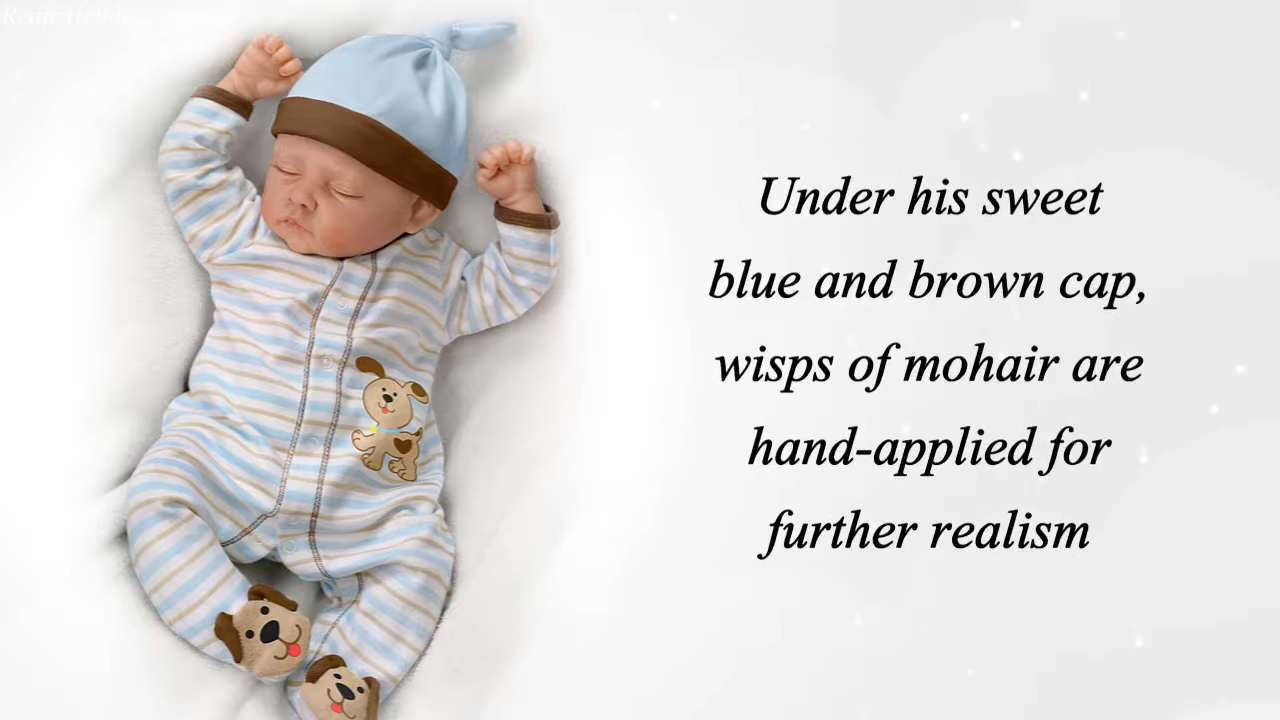 Under his sweet
blue and brown cap,
wisps of mohair are
hand-applied for
further realism